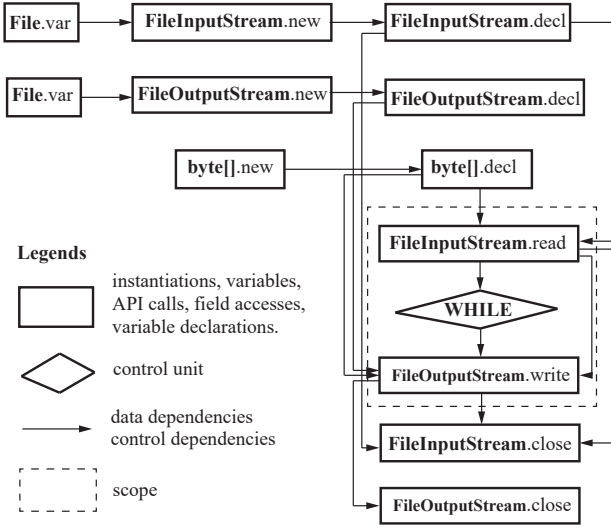 File.var
FileInputStream.new
FileInputStream.decl
File.var
FileOutputStream.new
FileOutputStream.decl
byte[].new
byte[].decl
FileInputStream.read
WHILE
FileOutputStream.write
FileInputStream.close
FileOutputStream.close
Legends
instantiations, variables,
API calls, field accesses,
variable declarations.
control unit
data dependencies
control dependencies
scope